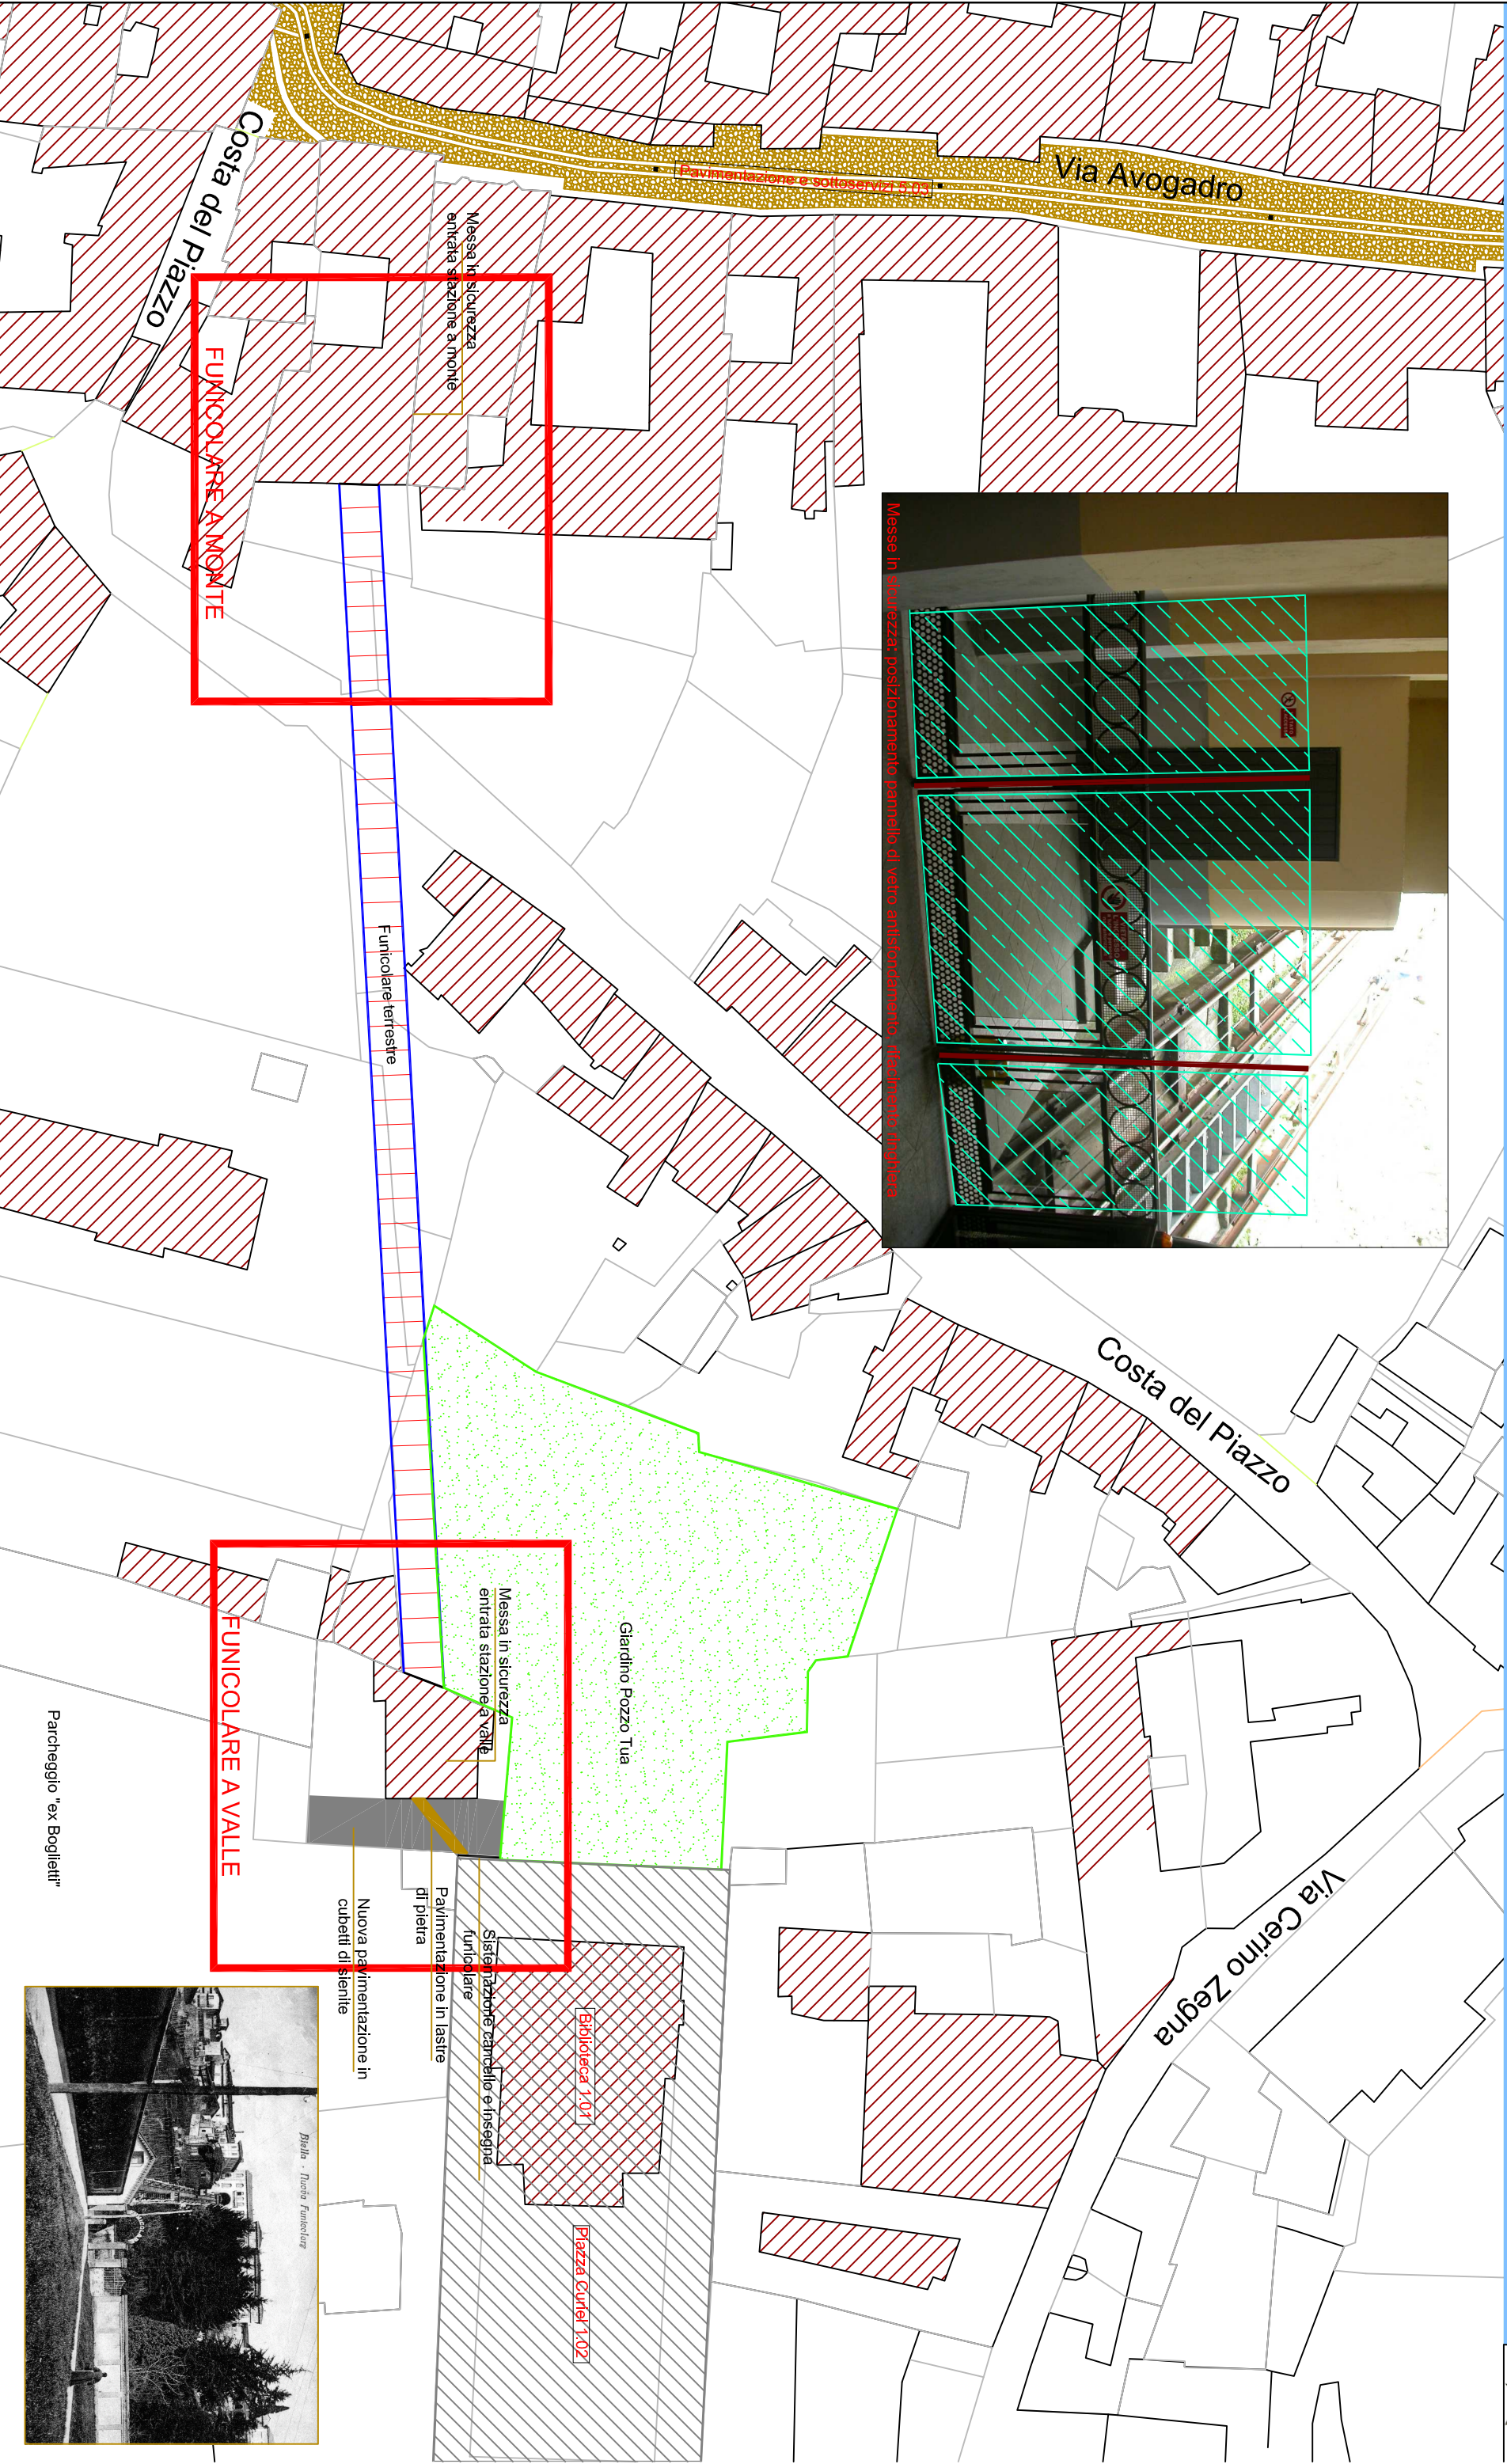 Via Avogadro
Pavimentazione e sottoservizi 5.03
Costa del Piazzo
Messa in sicurezza
entrata stazione a monte
FUNICOLARE A MONTE
Messe in sicurezza: posizionamento pannello di vetro antisfondamento, rifacimento ringhiera
Funicolare terrestre
Costa del Piazzo
Via Cerino Zegna
Giardino Pozzo Tua
Messa in sicurezza
entrata stazione a valle
FUNICOLARE A VALLE
Parcheggio "ex Boglietti"
Sistemazione cancello e insegna
funicolare
Pavimentazione in lastre
di pietra
Nuova pavimentazione in
cubetti di sienite
Biblioteca 1.01
Piazza Curiel 1.02
Biella - Nuova Funicolare